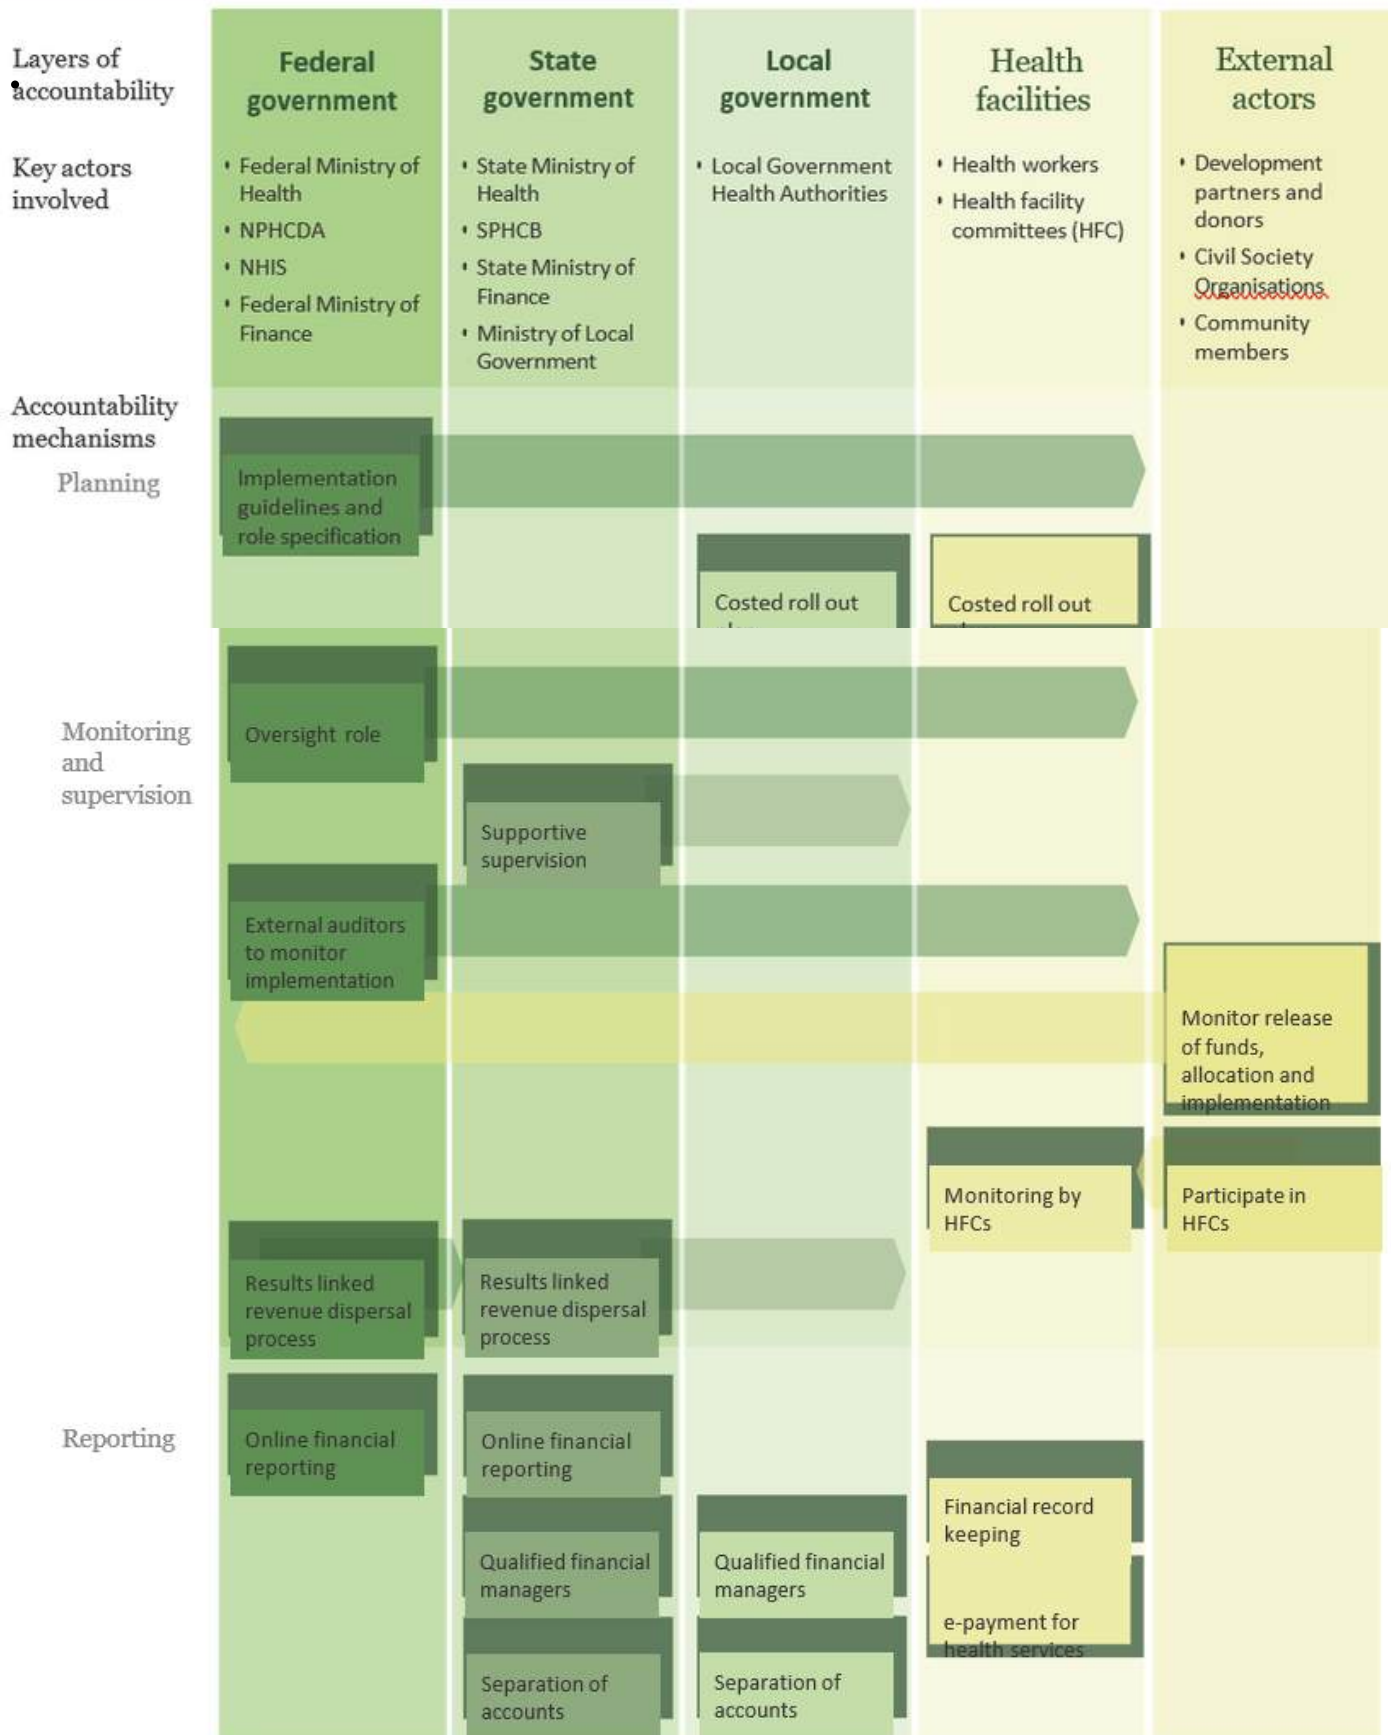 Layers of
accountability
Federal
government
State
government
Local
government
Health
facilities
External
actors
Key actors
involved
• Federal Ministry of
Health
• NPHCDA
• NHIS
• Federal Ministry of
Finance
• State Ministry of
Health
• SPHCB
• State Ministry of
Finance
• Ministry of Local
Government
• Local Government
Health Authorities
• Health workers
• Health facility
committees (HFC)
• Development
partners and
donors
• Civil Society
Organisations
• Community
members
Accountability
mechanisms
Planning
Implementation
guidelines and
role specification
Costed roll out
Costed roll out
Monitoring
and
supervision
Oversight role
Supportive
supervision
External auditors
to monitor
implementation
Monitor release
of funds,
allocation and
implementation
Monitoring by
HFCs
Participate in
HFCs
Results linked
revenue dispersal
process
Results linked
revenue dispersal
process
Reporting
Online financial
reporting
Online financial
reporting
Financial record
keeping
Qualified financial
managers
Qualified financial
managers
e-payment for
health services
Separation of
accounts
Separation of
accounts